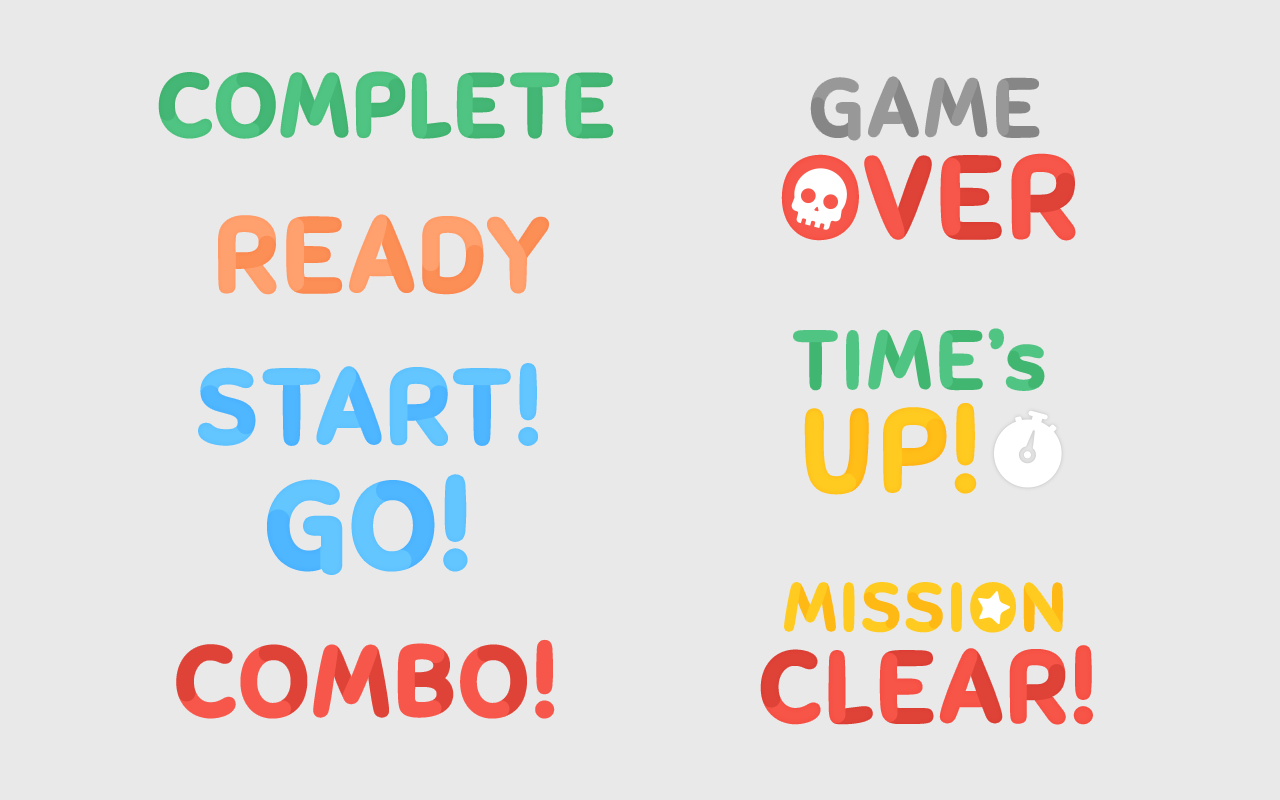 COMPLETE
READY
START!
GO!
COMBO!
GAME
OVER
TIME’s
UP!
MISSION
CLEAR!